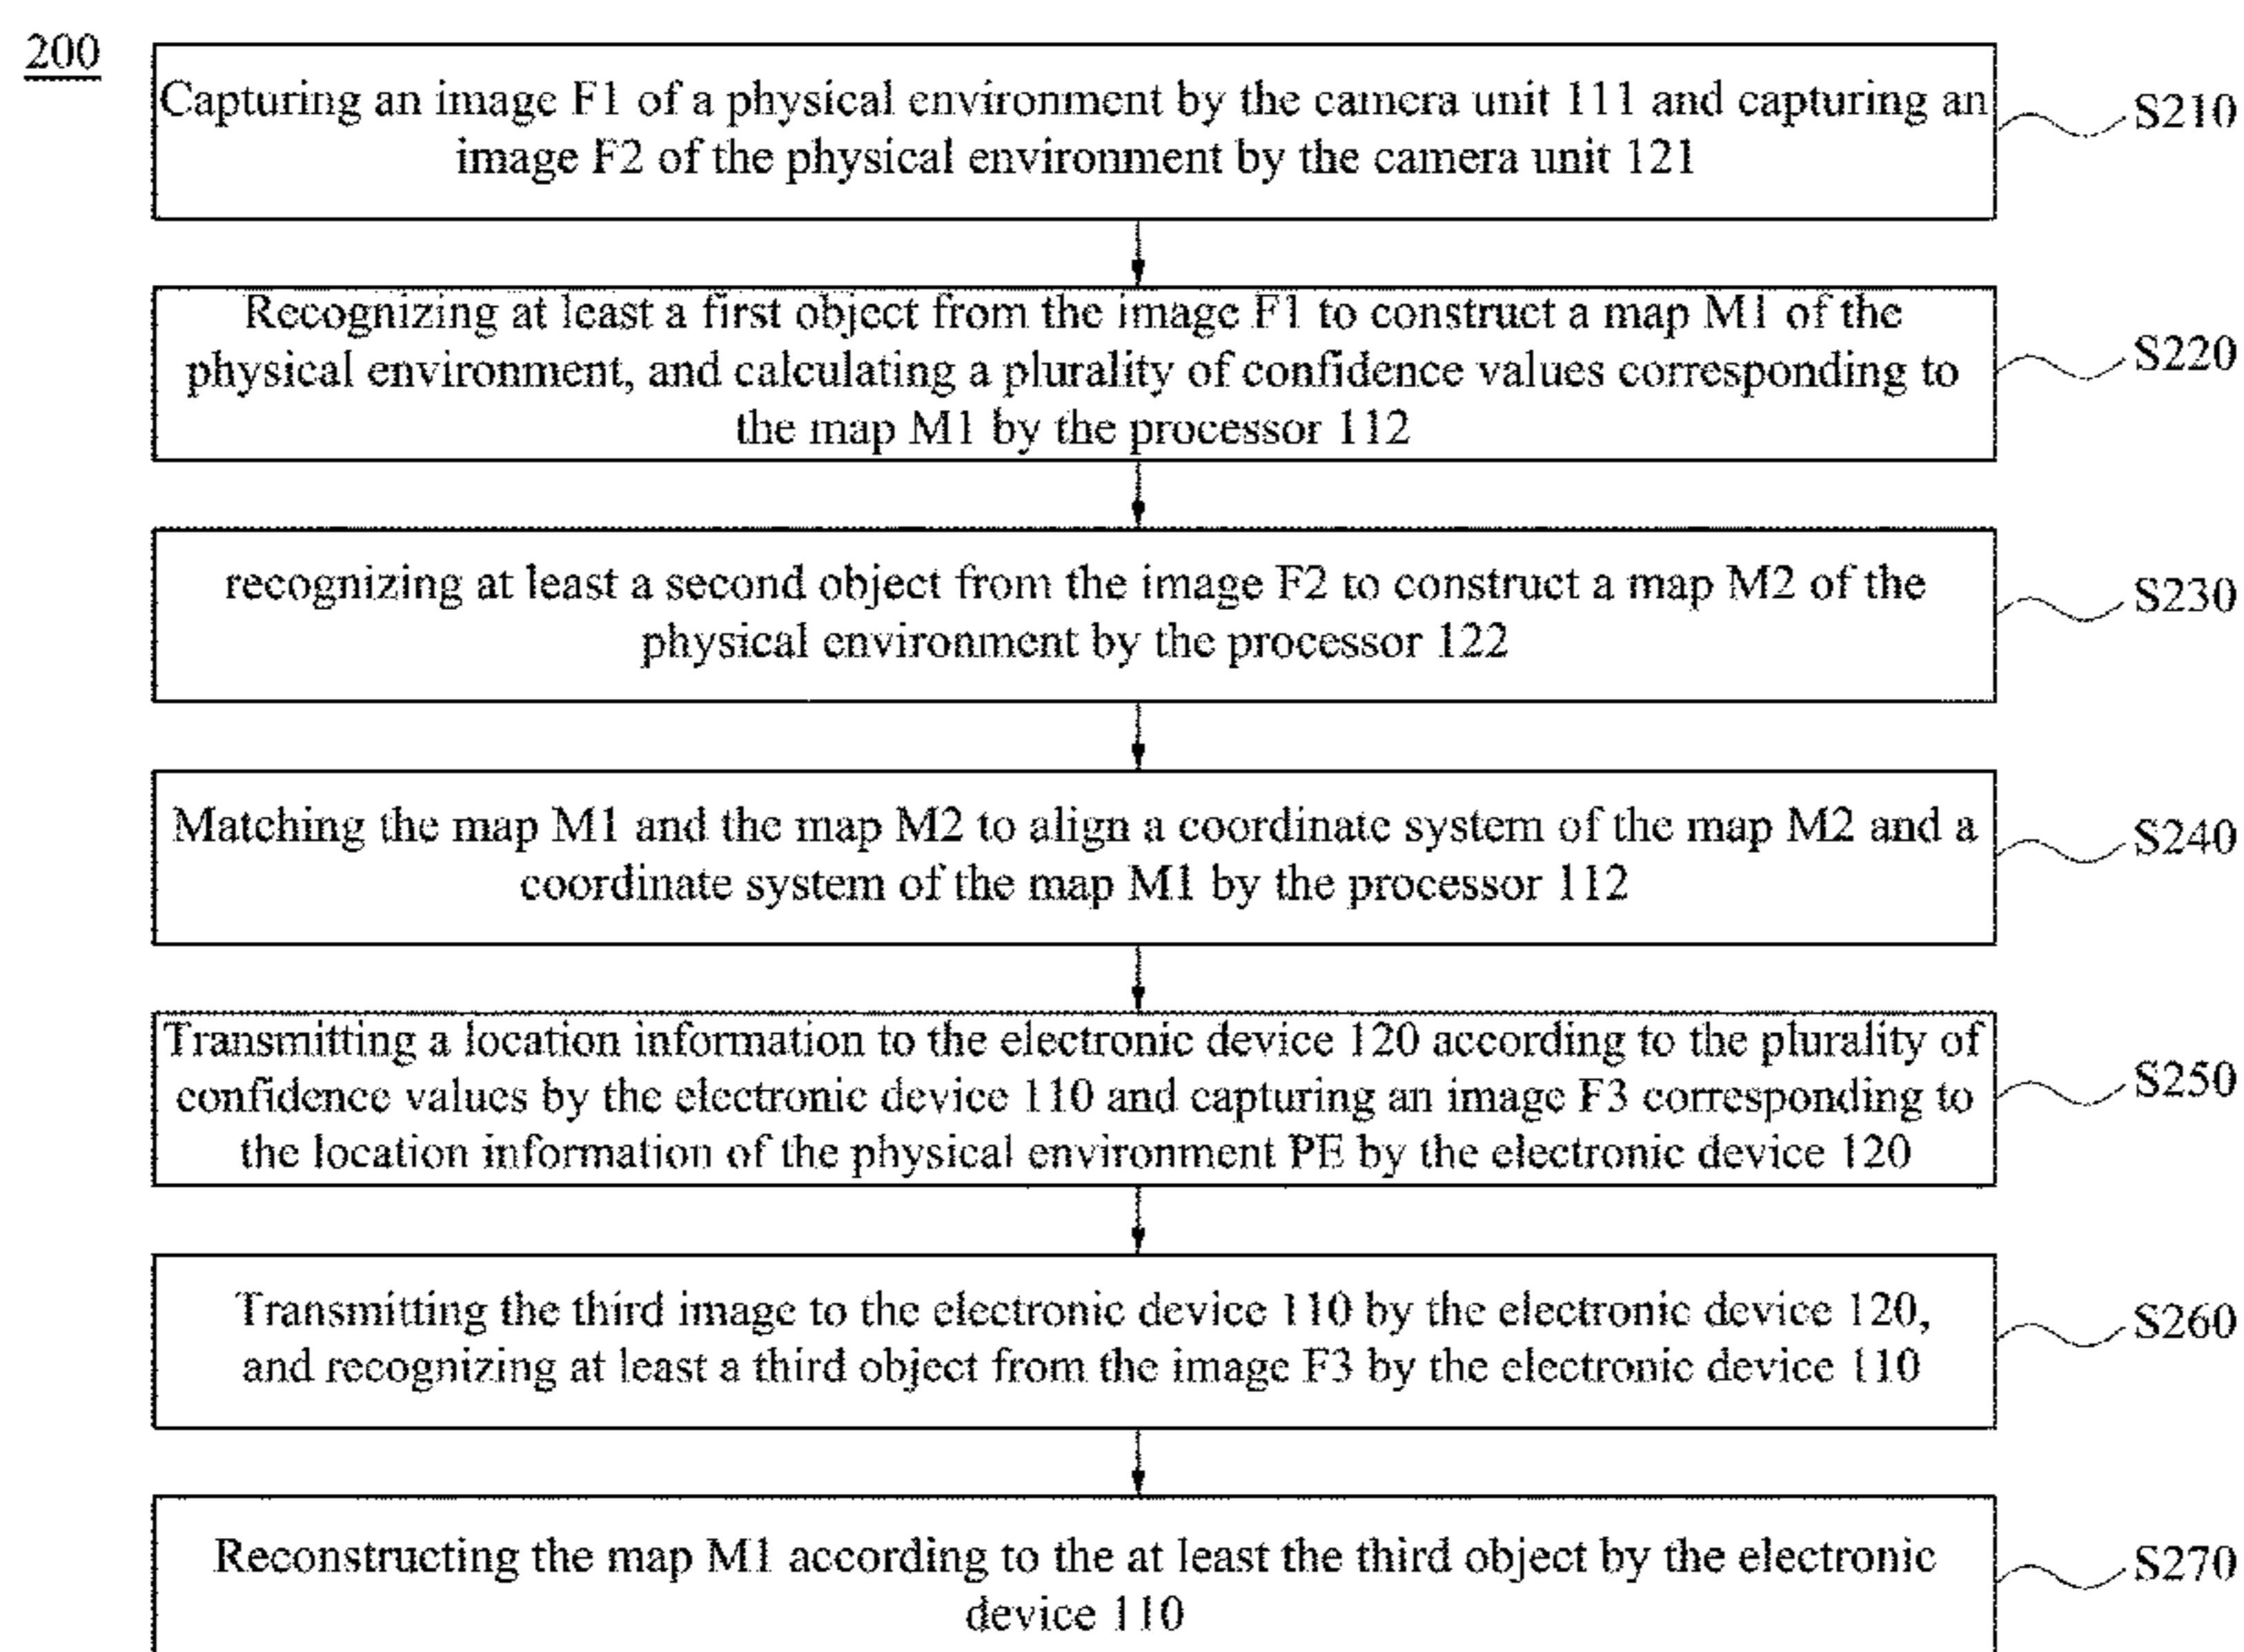 200
Capturing an image F1 of a physical environment by the camera unit 111 and capturing an
image F2 of the physical environment by the camera unit 121
S210
Recognizing at least a first object from the image F1 to construct a map M1 of the
physical environment, and calculating a plurality of confidence values corresponding to
the map M1 by the processor 112
S220
recognizing at least a second object from the image F2 to construct a map M2 of the
physical environment by the processor 122
S230
Matching the map M1 and the map M2 to align a coordinate system of the map M2 and a
coordinate system of the map M1 by the processor 112
S240
Transmitting a location information to the electronic device 120 according to the plurality of
confidence values by the electronic device 110 and capturing an image F3 corresponding to
the location information of the physical environment PE by the electronic device 120
S250
Transmitting the third image to the electronic device 110 by the electronic device 120,
and recognizing at least a third object from the image F3 by the electronic device 110
S260
Reconstructing the map M1 according to the at least the third object by the electronic
device 110
S270